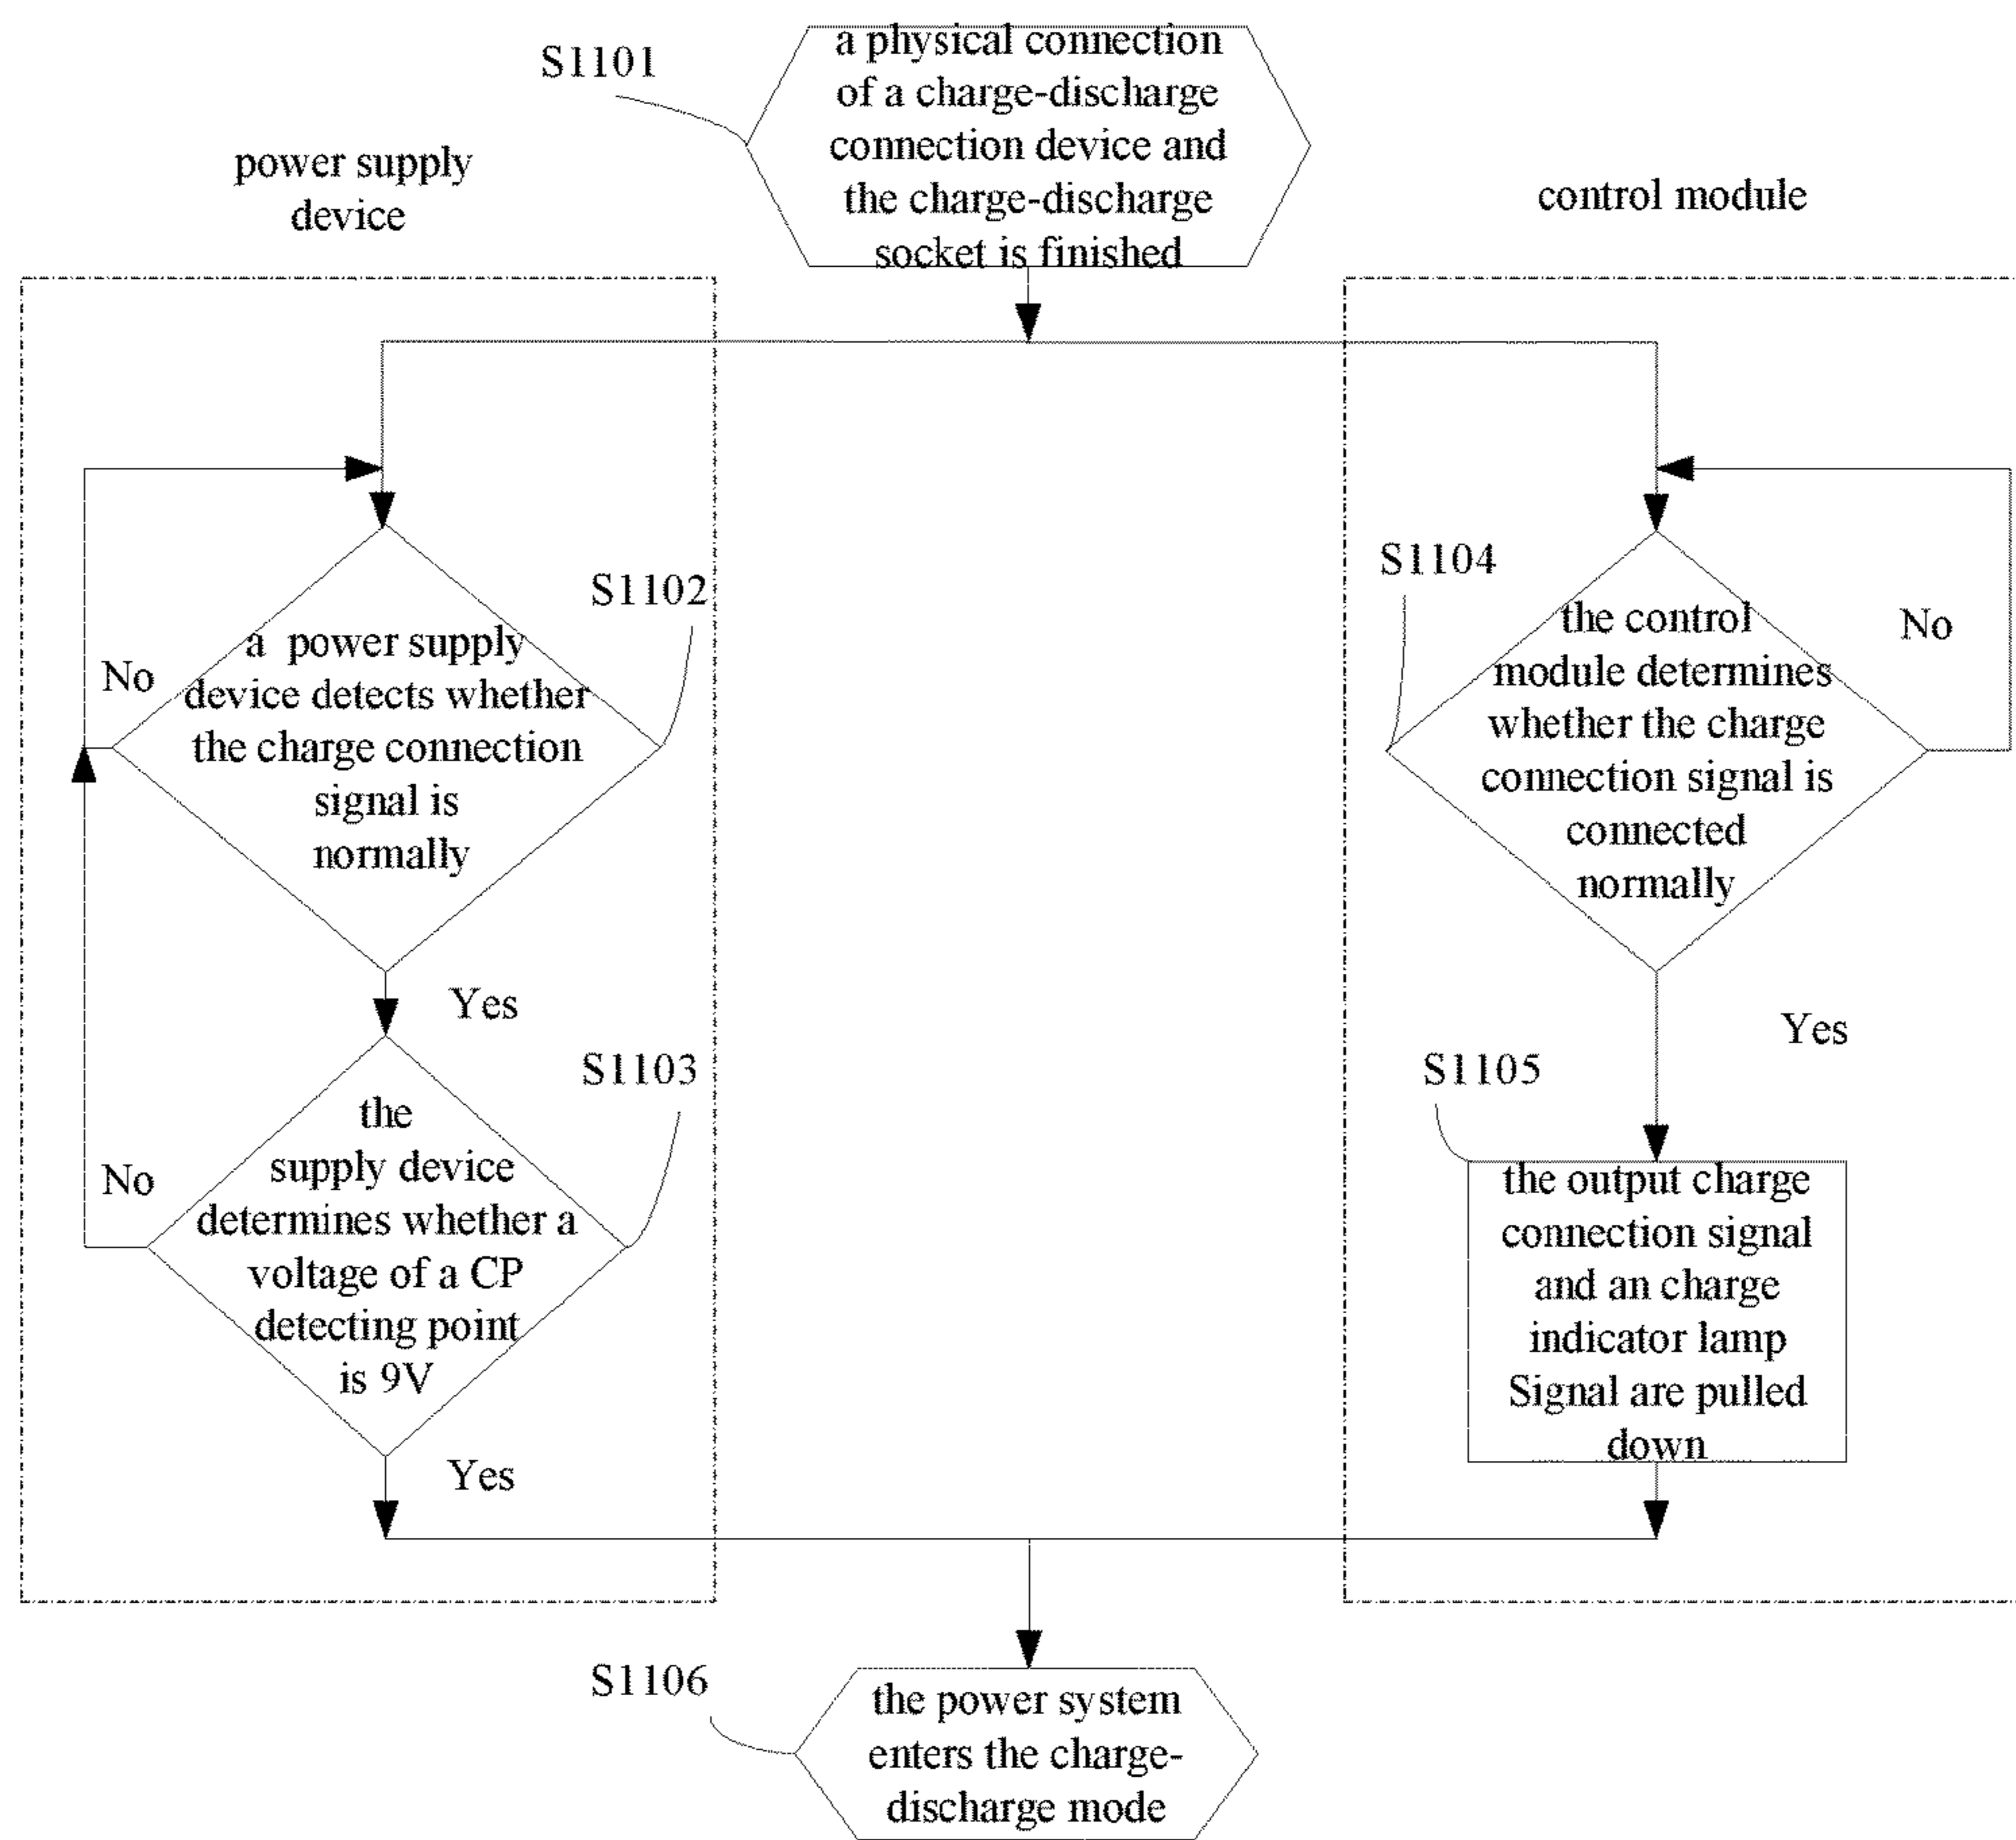 S1101
a physical connection
of a charge-discharge
connection device and
the charge-discharge
socket is finished
power supply
device
control module
S1102
No
a power supply
device detects whether
the charge connection
signal is
normally
Yes
S1103
No
the
supply device
determines whether a
voltage of a CP
detecting point
is 9V
Yes
S1104
No
the control
module determines
whether the charge
connection signal is
connected
normally
Yes
S1105
the output charge
connection signal
and an charge
indicator lamp
Signal are pulled
down
S1106
the power system
enters the charge-
discharge mode